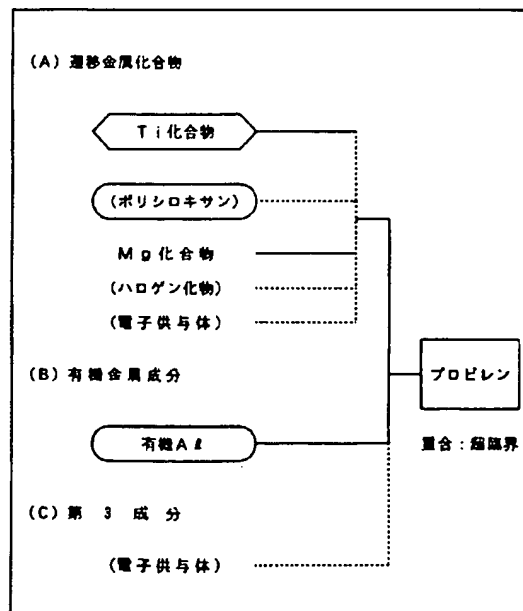 (A) 遷移金属化合物
Ti化合物
(ポリシロキサン)
Mg化合物
(ハロゲン化物)
(電子供与体)
プロピレン
(B) 有機金属成分
有機Aℓ
重合:超臨界
(C) 第 3 成 分
(電子供与体)